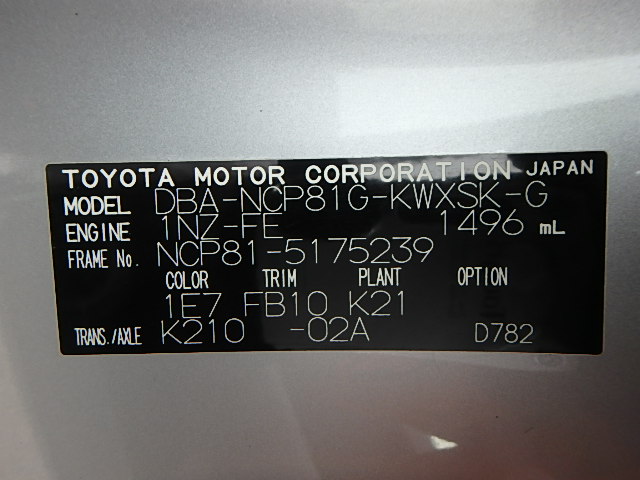 TOYOTA MOTOR CORPORATION JAPAN
MODEL DBA-NCP81G-KWXSK-G
ENGINE 1NZ-FE 1496 mL
FRAME No. NCP81-5175239
COLOR TRIM PLANT OPTION
1E7 FB10 K21
TRANS./AXLE K210 -02A D782